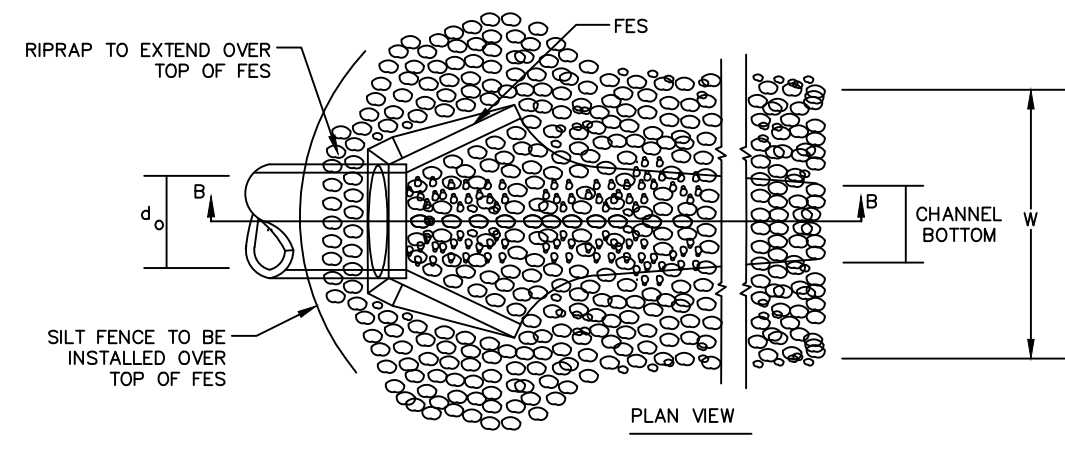 FES
RIPRAP TO EXTEND OVER
TOP OF FES
B
B
do
CHANNEL
BOTTOM
W
SILT FENCE TO BE
INSTALLED OVER
TOP OF FES
PLAN VIEW